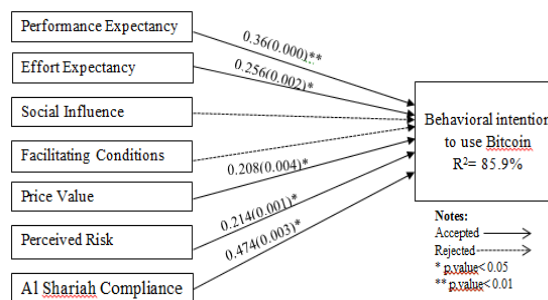 Performance Expectancy
0.36(0.000)**
Effort Expectancy
0.256(0.002)*
Social Influence
Facilitating Conditions
Price Value
0.208(0.004)*
Perceived Risk
0.214(0.001)*
Al Shariah Compliance
0.474(0.003)*
Behavioral intention
to use Bitcoin
R²= 85.9%
Notes:
Accepted
Rejected
* p.value<0.05
** p.value<0.01